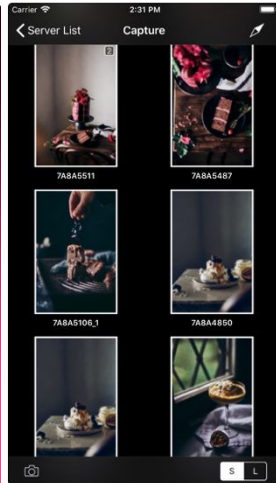 Carrier 2:31 PM
Server List Capture
2
7A8A5511 7A8A5487
7A8A5106_1 7A8A4850
S L